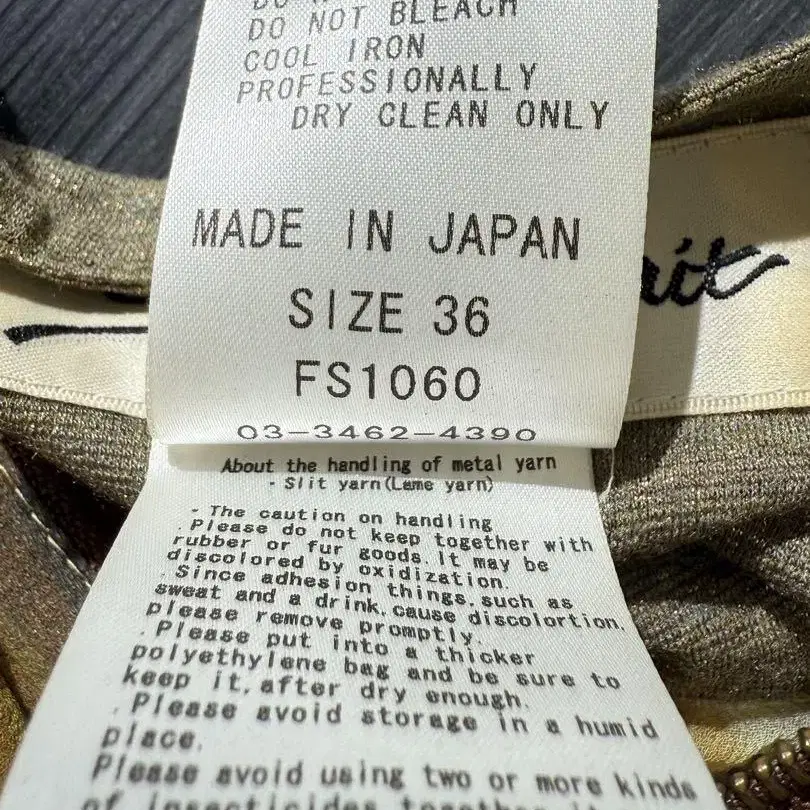 DO NOT BLEACH
COOL IRON
PROFESSIONALLY
DRY CLEAN ONLY
MADE IN JAPAN
SIZE 36
FS1060
03-3462-4390
About the handling of metal yarn
- Slit yarn(Lame yarn)
- The caution on handling
.Please do not keep together with
rubber or fur goods. It may be
discolored by oxidization.
.Since adhesion things, such as
sweat and a drink, cause discolortion,
please remove promptly.
.Please put into a thicker
polyethylene bag and be sure to
keep it, after dry enough.
.Please avoid storage in a humid
place.
Please avoid using two or more kinds
of insecticides together